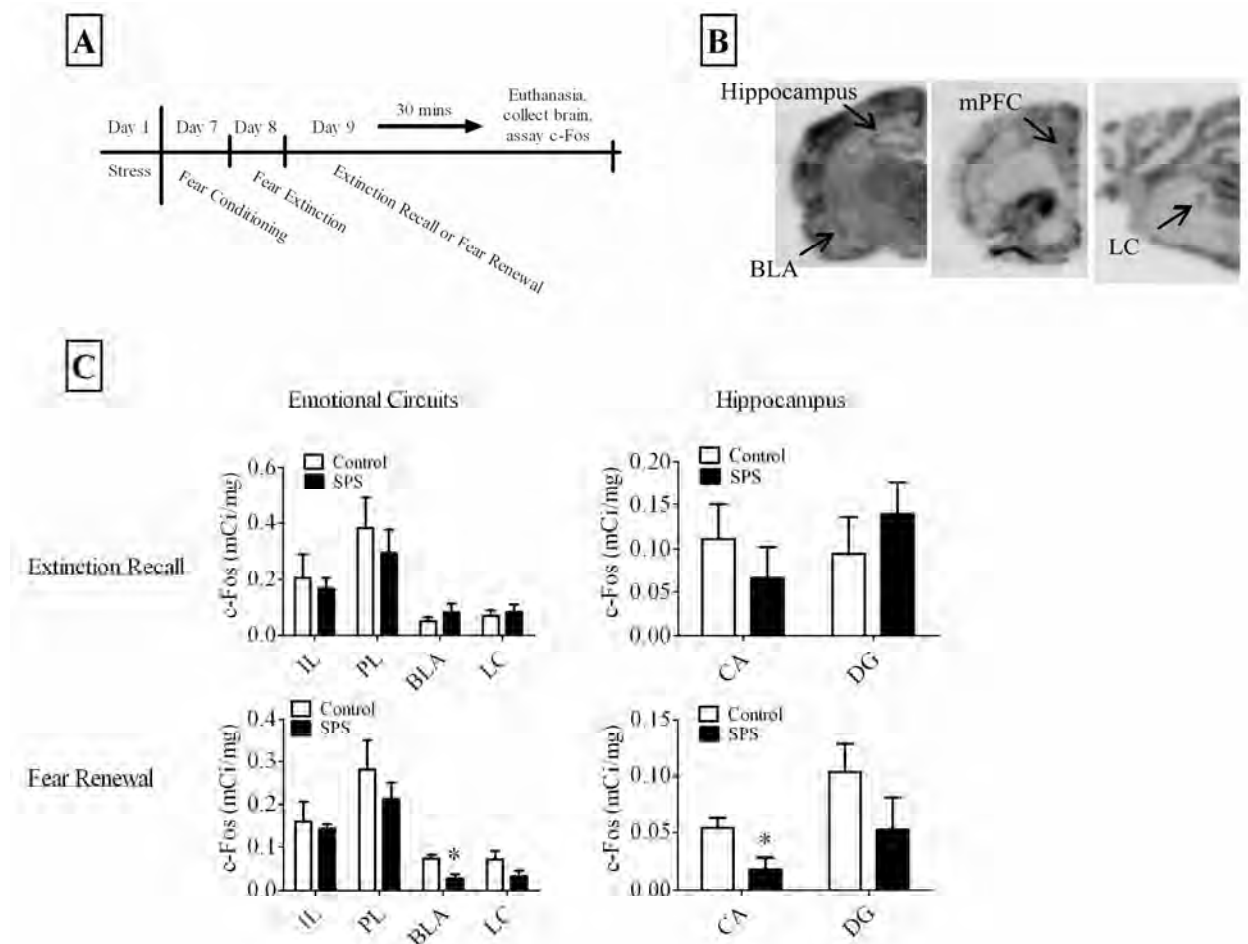 A
Day 1
Day 7
Day 8
Day 9
30 mins
Euthanasia,
collect brain,
assay c-Fos
Stress
Fear Conditioning
Fear Extinction
Extinction Recall or Fear Renewal
B
Hippocampus
BLA
mPFC
LC
C
Emotional Circuits
Hippocampus
Extinction Recall
c-Fos (mCi/mg)
0.6
0.4
0.2
0.0
Control
SPS
IL
PL
BLA
LC
c-Fos (mCi/mg)
0.20
0.15
0.10
0.05
0.00
Control
SPS
CA
DG
Fear Renewal
c-Fos (mCi/mg)
0.4
0.3
0.2
0.1
0.0
Control
SPS
*
IL
PL
BLA
LC
c-Fos (mCi/mg)
0.15
0.10
0.05
0.00
Control
SPS
*
CA
DG